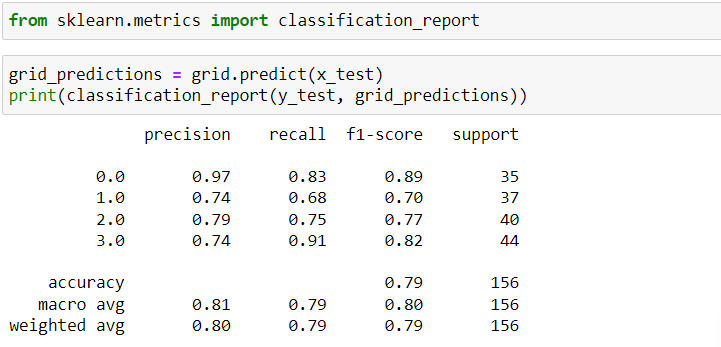 from sklearn.metrics import classification_report
grid_predictions = grid.predict(x_test)
print(classification_report(y_test, grid_predictions))
precision recall f1-score support
0.0 0.97 0.83 0.89 35
1.0 0.74 0.68 0.70 37
2.0 0.79 0.75 0.77 40
3.0 0.74 0.91 0.82 44
accuracy 0.79 156
macro avg 0.81 0.79 0.80 156
weighted avg 0.80 0.79 0.79 156